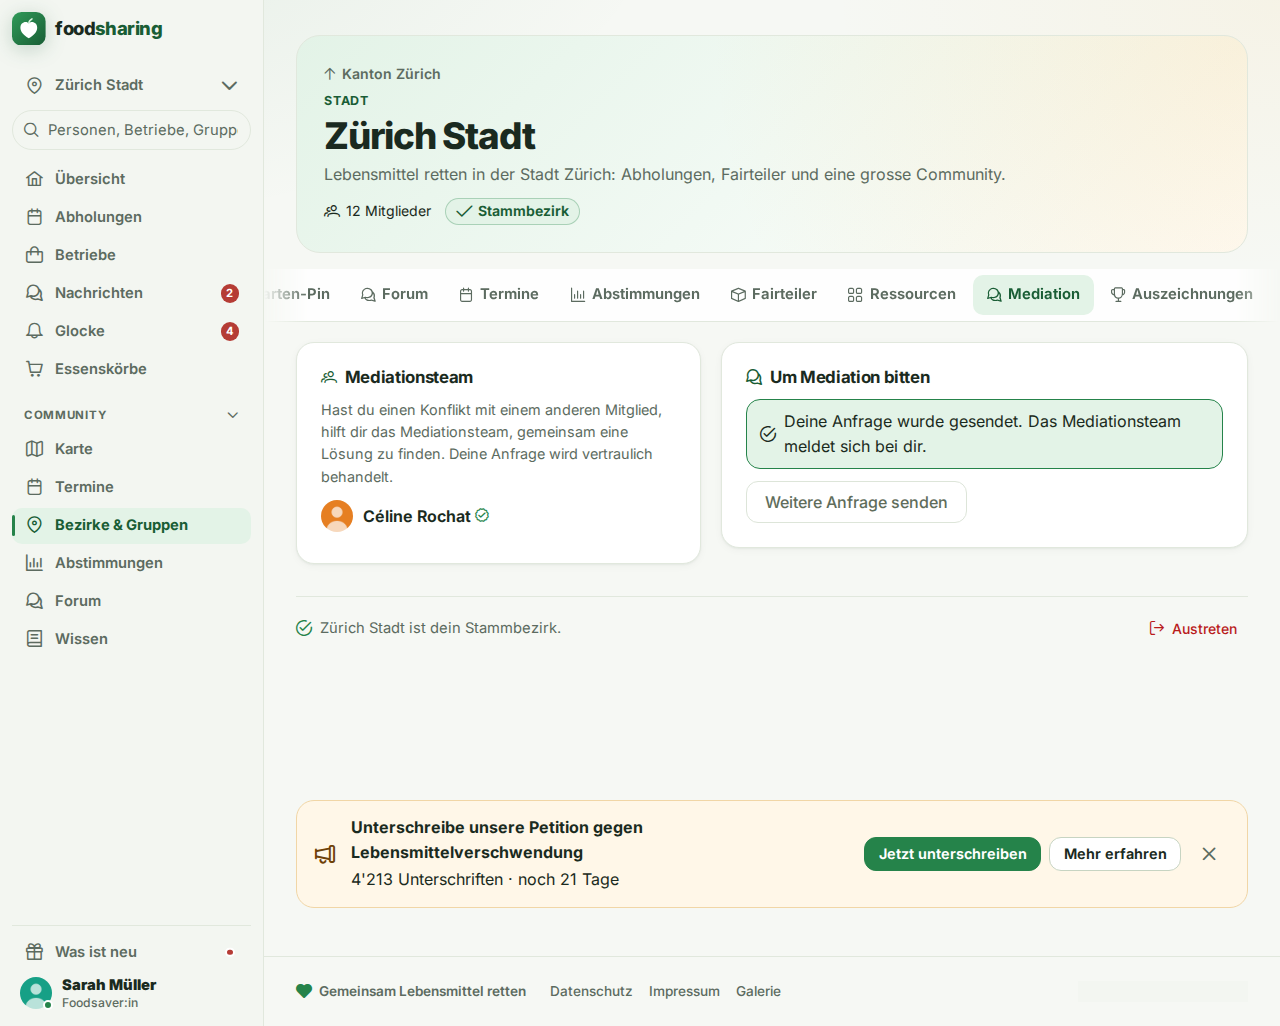 foodsharing
Zürich Stadt
Personen, Betriebe, Grupp
Übersicht
Abholungen
Betriebe
Nachrichten 2
Glocke 4
Essenskörbe
COMMUNITY
Karte
Termine
Bezirke & Gruppen
Abstimmungen
Forum
Wissen
Was ist neu
Sarah Müller
Foodsaver:in
Kanton Zürich
STADT
Zürich Stadt
Lebensmittel retten in der Stadt Zürich: Abholungen, Fairteiler und eine grosse Community.
12 Mitglieder Stammbezirk
rten-Pin Forum Termine Abstimmungen Fairteiler Ressourcen Mediation Auszeichnungen
Mediationsteam
Hast du einen Konflikt mit einem anderen Mitglied,
hilft dir das Mediationsteam, gemeinsam eine
Lösung zu finden. Deine Anfrage wird vertraulich
behandelt.
Céline Rochat
Um Mediation bitten
Deine Anfrage wurde gesendet. Das Mediationsteam
meldet sich bei dir.
Weitere Anfrage senden
Zürich Stadt ist dein Stammbezirk.
Austreten
Unterschreibe unsere Petition gegen
Lebensmittelverschwendung
4'213 Unterschriften · noch 21 Tage
Jetzt unterschreiben
Mehr erfahren
Gemeinsam Lebensmittel retten Datenschutz Impressum Galerie